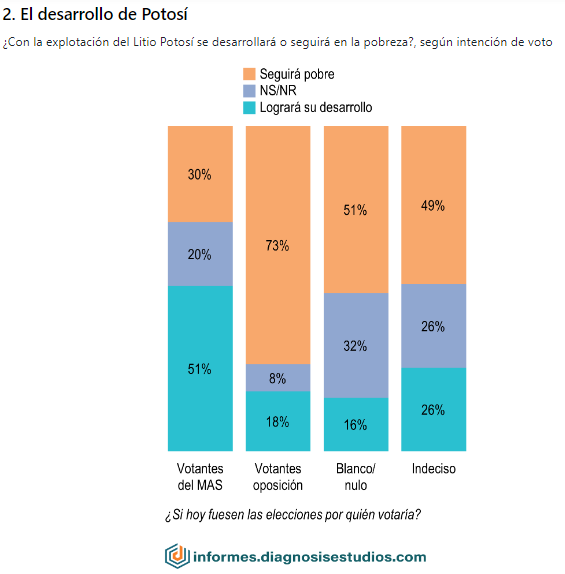 2. El desarrollo de Potosí
¿Con la explotación del Litio Potosí se desarrollará o seguirá en la pobreza?, según intención de voto
Seguirá pobre
NS/NR
Logrará su desarrollo
30% 73% 51% 49%
20% 8% 32% 26%
51% 18% 16% 26%
Votantes Votantes Blanco/ Indeciso
del MAS oposición nulo
¿Si hoy fuesen las elecciones por quién votaría?
informes.diagnosisestudios.com